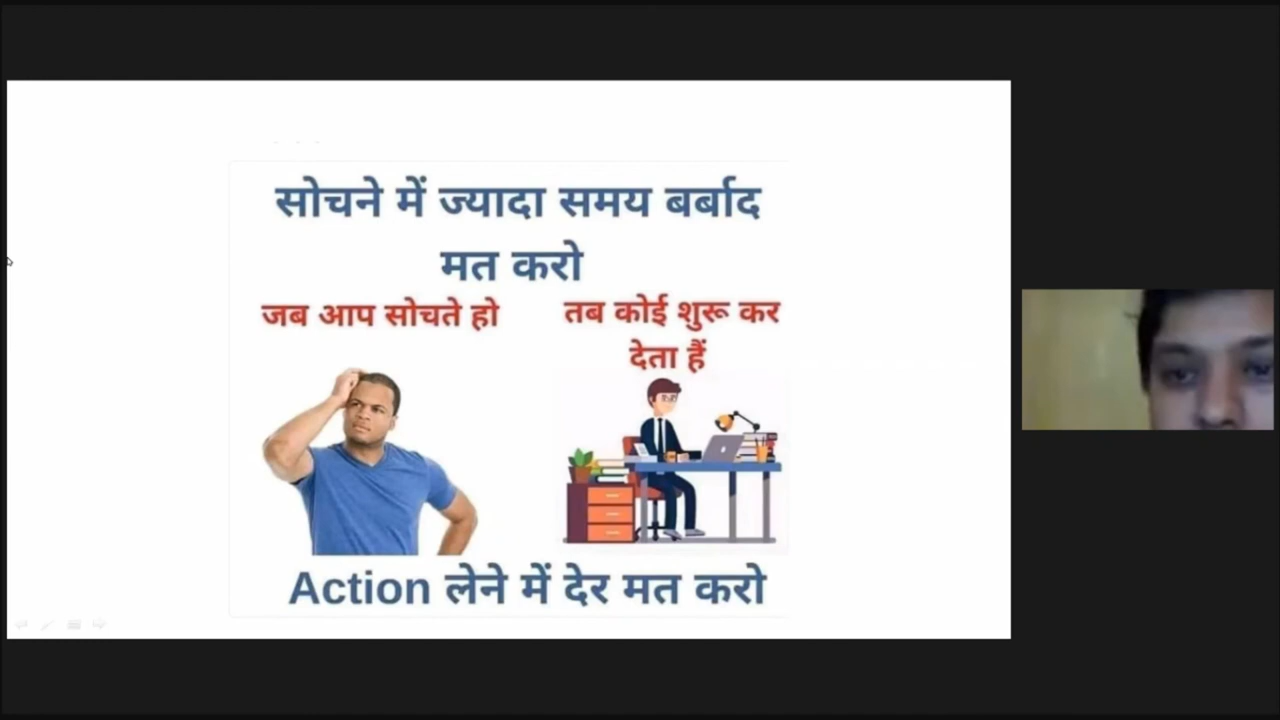 सोचने में ज्यादा समय बर्बाद
मत करो
जब आप सोचते हो
तब कोई शुरू कर
देता हैं
Action लेने में देर मत करो